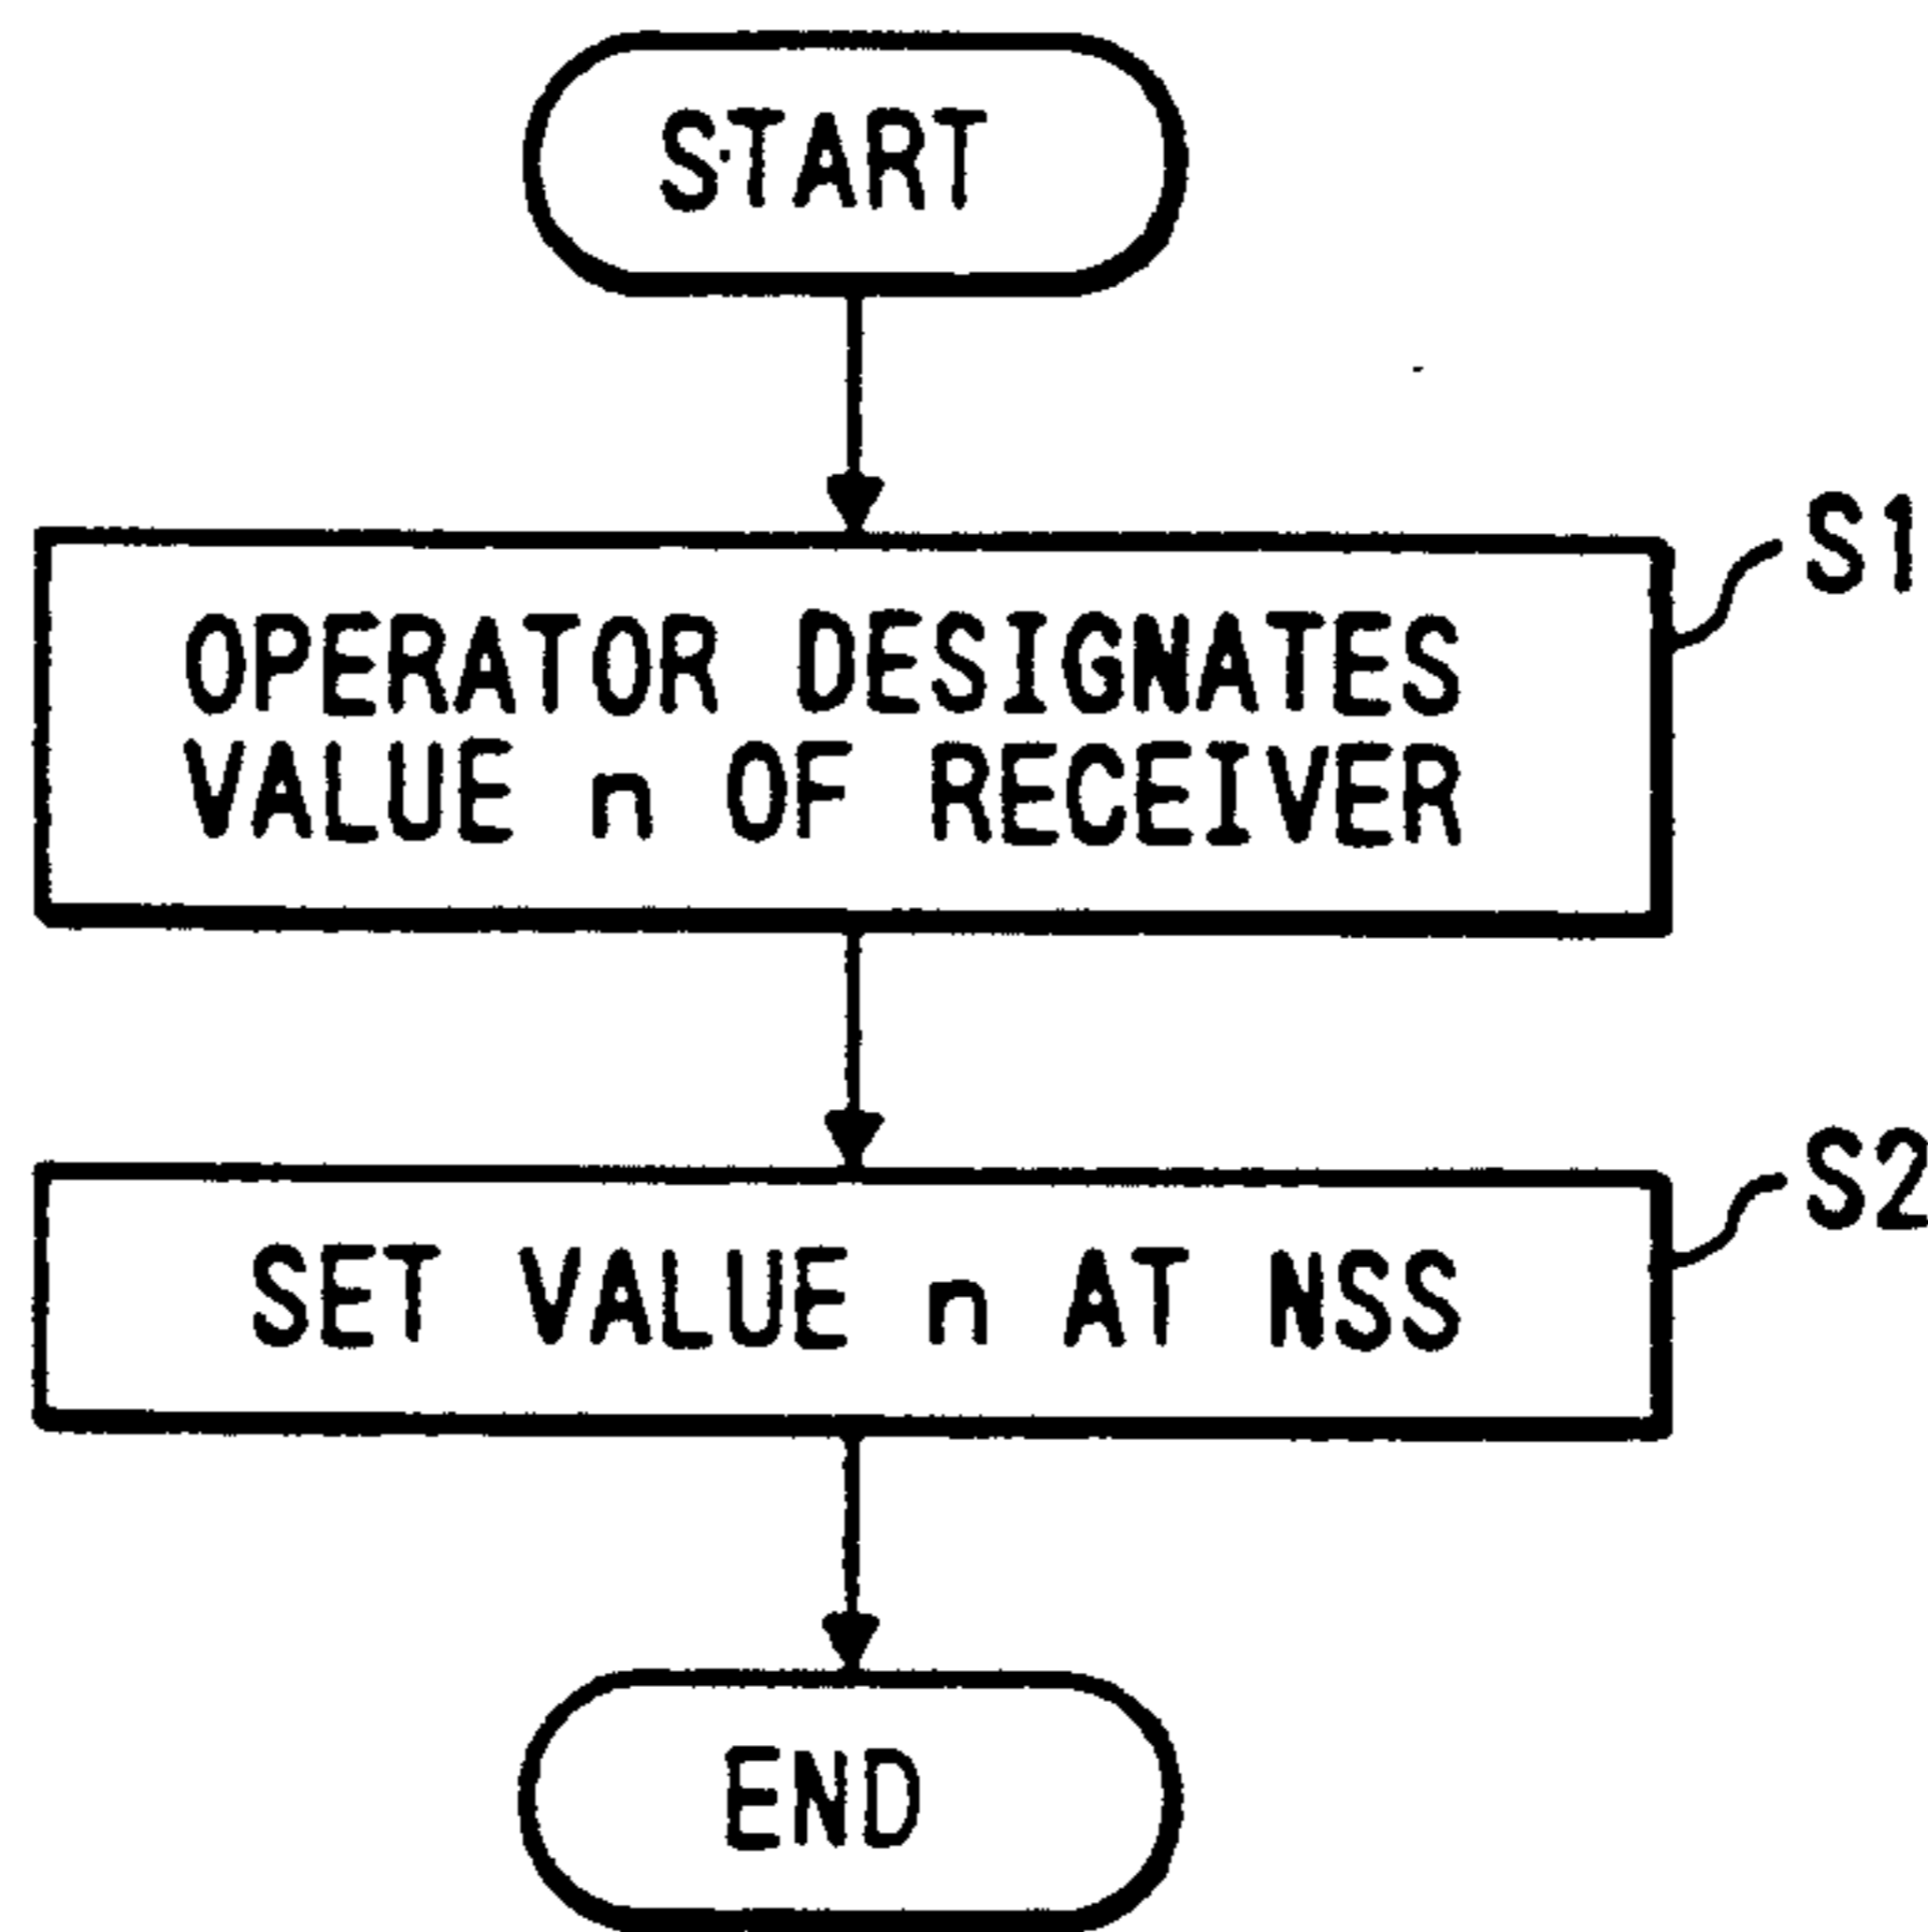 START
S1
OPERATOR DESIGNATES
VALUE n OF RECEIVER
S2
SET VALUE n AT NSS
END